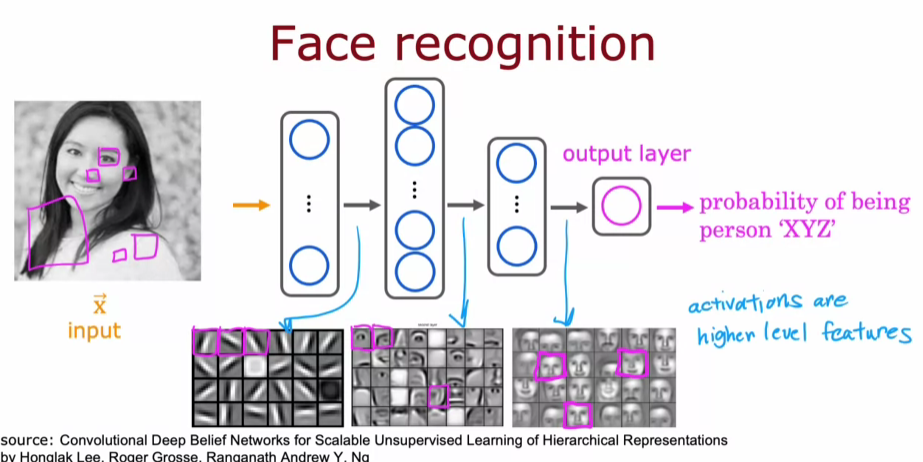 Face recognition
output layer
probability of being
person ‘XYZ’
x⃗
input
activations are
higher level features
source: Convolutional Deep Belief Networks for Scalable Unsupervised Learning of Hierarchical Representations
by Honglak Lee, Roger Grosse, Ranganath Andrew Y. Ng